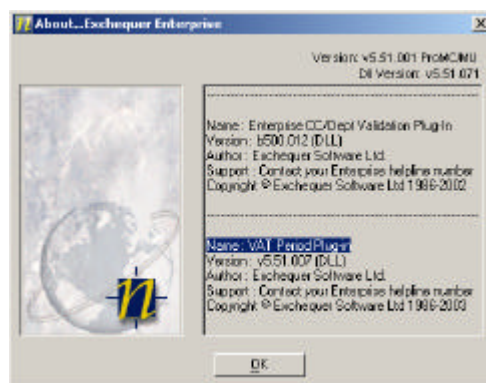 About...Exchequer Enterprise
Version: v5.51.001 ProMC/MU
Dll Version: v5.51.071
Name : Enterprise CC/Dept Validation Plug-In
Version : b500.012 (DLL)
Author : Exchequer Software Ltd.
Support : Contact your Enterprise helpline number
Copyright © Exchequer Software Ltd 1986-2002
Name: VAT Period Plug-in
Version : v5.51.007 (DLL)
Author : Exchequer Software Ltd.
Support : Contact your Enterprise helpline number
Copyright © Exchequer Software Ltd 1986-2003
n
OK